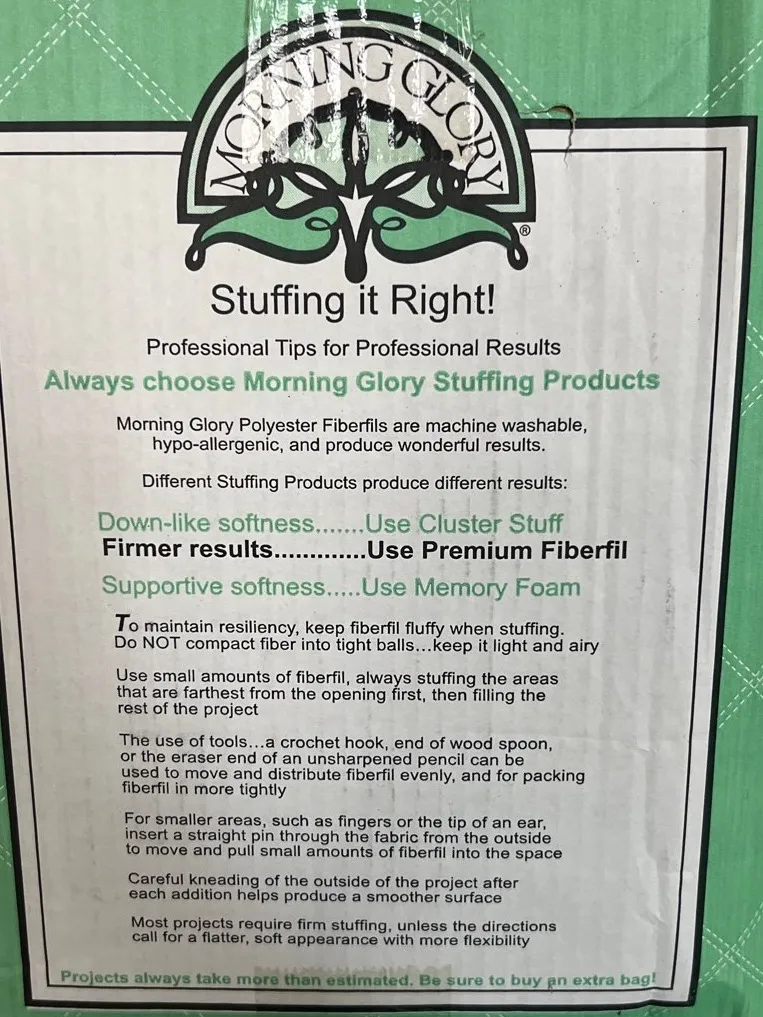 MORNING GLORY
®
Stuffing it Right!
Professional Tips for Professional Results
Always choose Morning Glory Stuffing Products
Morning Glory Polyester Fiberfils are machine washable,
hypo-allergenic, and produce wonderful results.
Different Stuffing Products produce different results:
Down-like softness.......Use Cluster Stuff
Firmer results.............Use Premium Fiberfil
Supportive softness.....Use Memory Foam
To maintain resiliency, keep fiberfil fluffy when stuffing.
Do NOT compact fiber into tight balls...keep it light and airy
Use small amounts of fiberfil, always stuffing the areas
that are farthest from the opening first, then filling the
rest of the project
The use of tools...a crochet hook, end of wood spoon,
or the eraser end of an unsharpened pencil can be
used to move and distribute fiberfil evenly, and for packing
fiberfil in more tightly
For smaller areas, such as fingers or the tip of an ear,
insert a straight pin through the fabric from the outside
to move and pull small amounts of fiberfil into the space
Careful kneading of the outside of the project after
each addition helps produce a smoother surface
Most projects require firm stuffing, unless the directions
call for a flatter, soft appearance with more flexibility
Projects always take more than estimated. Be sure to buy an extra bag!